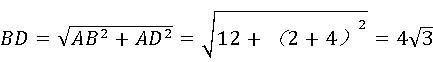 BD = √(AB² + AD²) = √(12 + （2 + 4）²) = 4√3